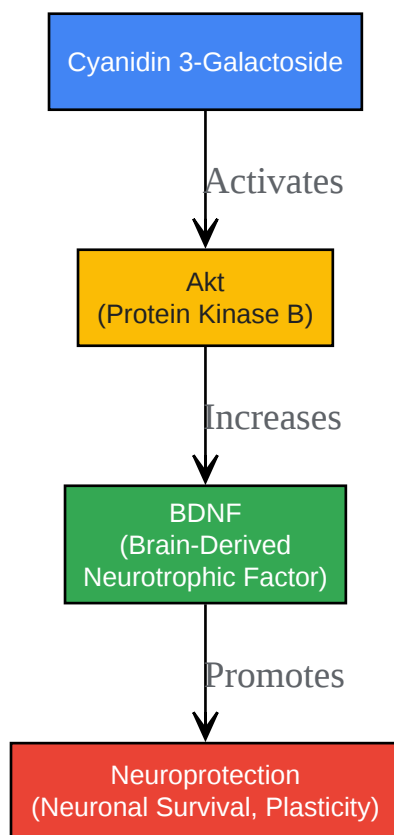 Cyanidin 3-Galactoside
Activates
Akt
(Protein Kinase B)
Increases
BDNF
(Brain-Derived
Neurotrophic Factor)
Promotes
Neuroprotection
(Neuronal Survival, Plasticity)